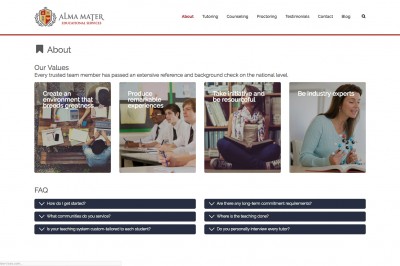 ALMA MATER
EDUCATIONAL SERVICES
About Tutoring Counseling Proctoring Testimonials Contact Blog
About
Our Values
Every trusted team member has passed an extensive reference and background check on the national level.
Create an
environment that
breeds greatness.
Produce
remarkable
experiences
Take initiative and
be resourceful
Be industry experts
FAQ
How do I get started?
Are there any long-term commitment requirements?
What communities do you service?
Where is the teaching done?
Is your teaching system custom-tailored to each student?
Do you personally interview every tutor?